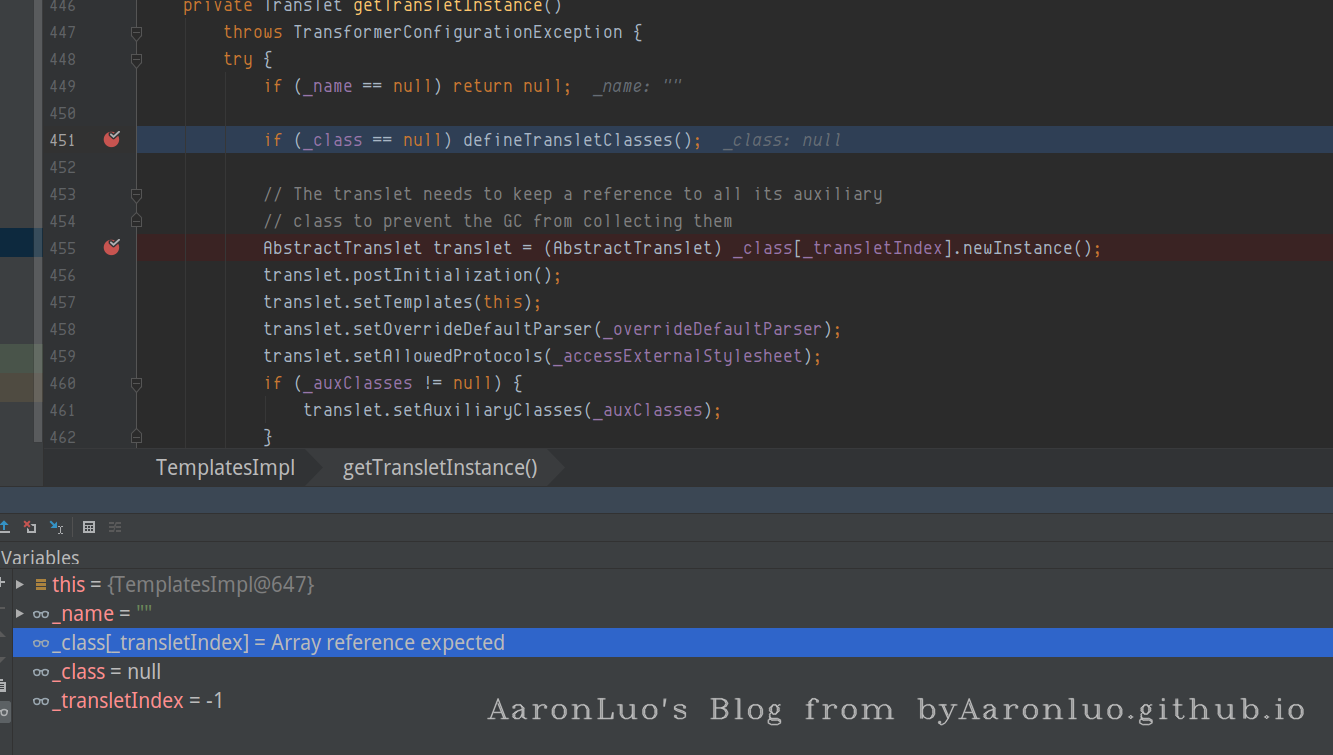 446 private Translet getTransletInstance()
447 throws TransformerConfigurationException {
448 try {
449 if (_name == null) return null; _name: ""
450
451 if (_class == null) defineTransletClasses(); _class: null
452
453 // The translet needs to keep a reference to all its auxiliary
454 // class to prevent the GC from collecting them
455 AbstractTranslet translet = (AbstractTranslet) _class[_transletIndex].newInstance();
456 translet.postInitialization();
457 translet.setTemplates(this);
458 translet.setOverrideDefaultParser(_overrideDefaultParser);
459 translet.setAllowedProtocols(_accessExternalStylesheet);
460 if (_auxClasses != null) {
461 translet.setAuxiliaryClasses(_auxClasses);
462 }
TemplatesImpl getTransletInstance()
Variables
this = {TemplatesImpl@647}
_name = ""
_class[_transletIndex] = Array reference expected
_class = null
_transletIndex = -1
AaronLuo's Blog from byAaronluo.github.io